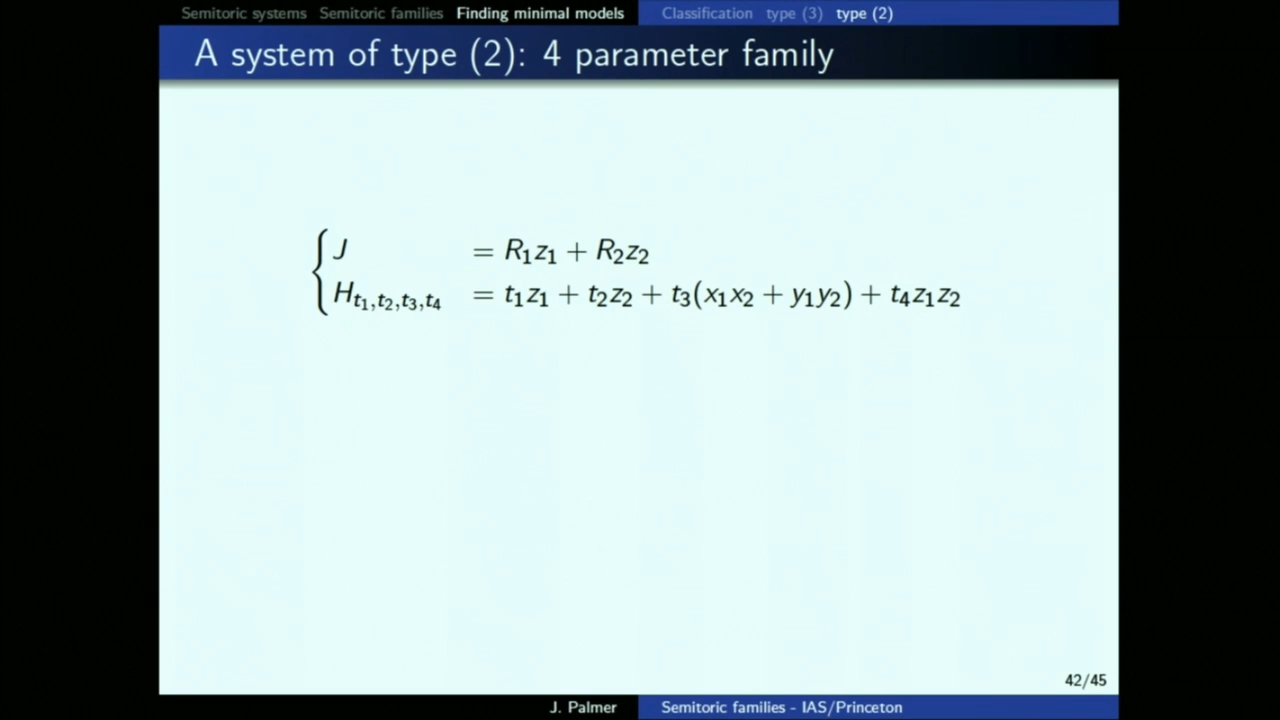 Semitoric systems Semitoric families Finding minimal models Classification type (3) type (2)
A system of type (2): 4 parameter family
{ J = R₁z₁ + R₂z₂
H_{t₁,t₂,t₃,t₄} = t₁z₁ + t₂z₂ + t₃(x₁x₂ + y₁y₂) + t₄z₁z₂
42/45
J. Palmer Semitoric families - IAS/Princeton